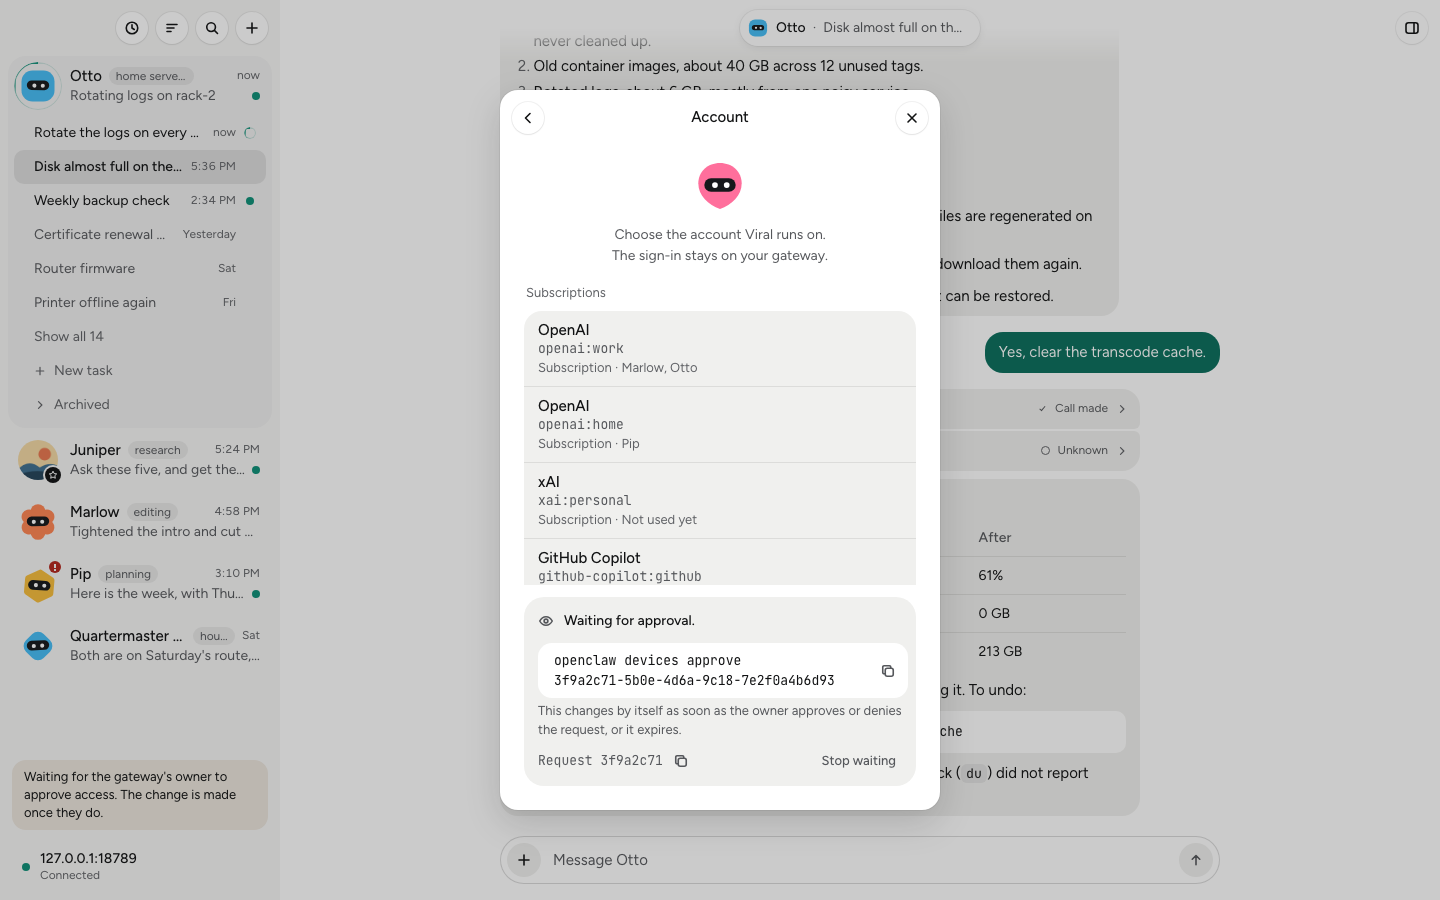 Otto
home serve...
now
Rotating logs on rack-2
Rotate the logs on every ...
now
Disk almost full on the...
5:36 PM
Weekly backup check
2:34 PM
Certificate renewal ...
Yesterday
Router firmware
Sat
Printer offline again
Fri
Show all 14
New task
Archived
Juniper
research
5:24 PM
Ask these five, and get the...
Marlow
editing
4:58 PM
Tightened the intro and cut ...
Pip
planning
3:10 PM
Here is the week, with Thu...
Quartermaster ...
hou...
Sat
Both are on Saturday's route,...
Waiting for the gateway's owner to
approve access. The change is made
once they do.
127.0.0.1:18789
Connected
Otto · Disk almost full on th...
never cleaned up.
2. Old container images, about 40 GB across 12 unused tags.
Account
Choose the account Viral runs on.
The sign-in stays on your gateway.
Subscriptions
OpenAI
openai:work
Subscription · Marlow, Otto
OpenAI
openai:home
Subscription · Pip
xAI
xai:personal
Subscription · Not used yet
GitHub Copilot
github-copilot:github
Waiting for approval.
openclaw devices approve
3f9a2c71-5b0e-4d6a-9c18-7e2f0a4b6d93
This changes by itself as soon as the owner approves or denies
the request, or it expires.
Request 3f9a2c71
Stop waiting
iles are regenerated on
download them again.
t can be restored.
Yes, clear the transcode cache.
Call made
Unknown
After
61%
0 GB
213 GB
g it. To undo:
che
ck ( du ) did not report
Message Otto